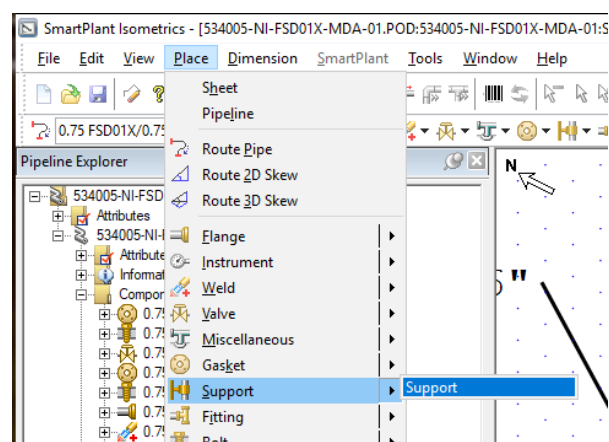 SmartPlant Isometrics - [534005-NI-FSD01X-MDA-01.POD:534005-NI-FSD01X-MDA-01:S
File Edit View Place Dimension SmartPlant Tools Window Help
Sheet
Pipeline
0.75 FSD01X/0.75
Pipeline Explorer
Route Pipe
N
Route 2D Skew
534005-NI-FSD
Route 3D Skew
Attributes
534005-NI-F
Flange
Attribute
Instrument
Informat
6"
Compor
Weld
0.75
Valve
0.75
Miscellaneous
0.75
Gasket
0.75
Support
Support
0.75
Fitting
0.75
Bolt
0.75